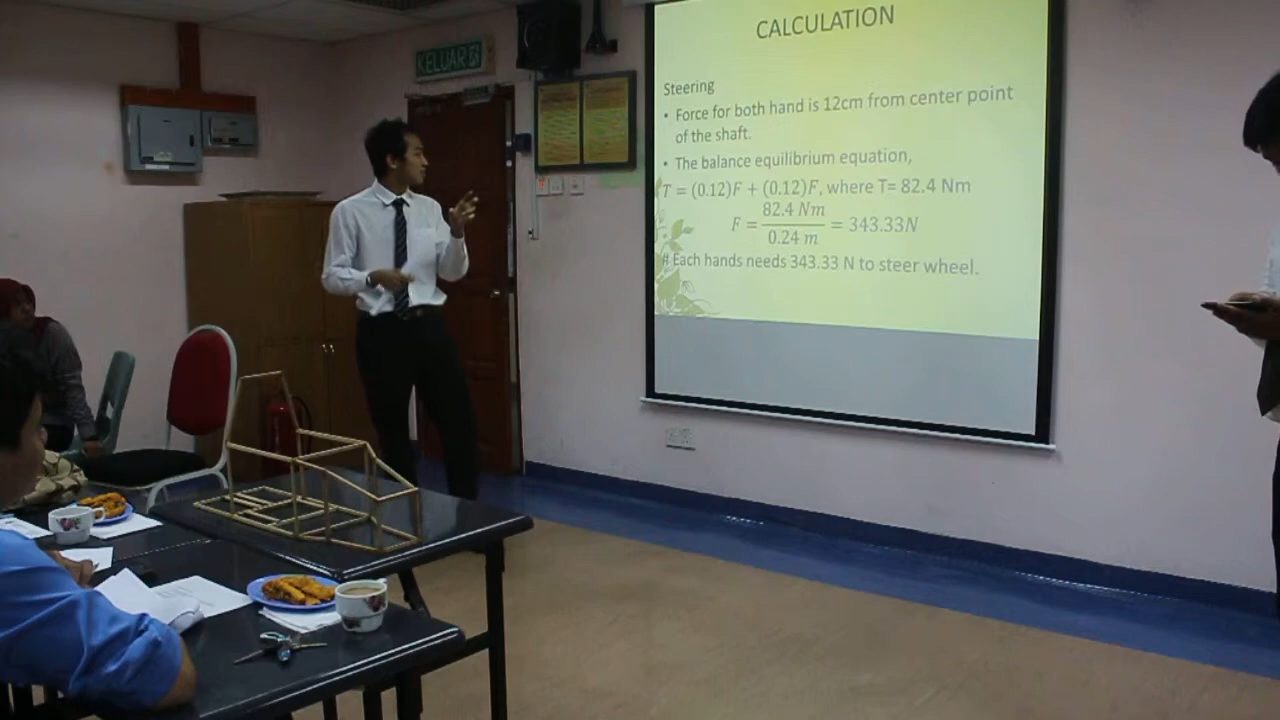 KELUAR
CALCULATION
Steering
• Force for both hand is 12cm from center point
of the shaft.
• The balance equilibrium equation,
T = (0.12)F + (0.12)F, where T= 82.4 Nm
F = 82.4 Nm / 0.24 m = 343.33N
# Each hands needs 343.33 N to steer wheel.